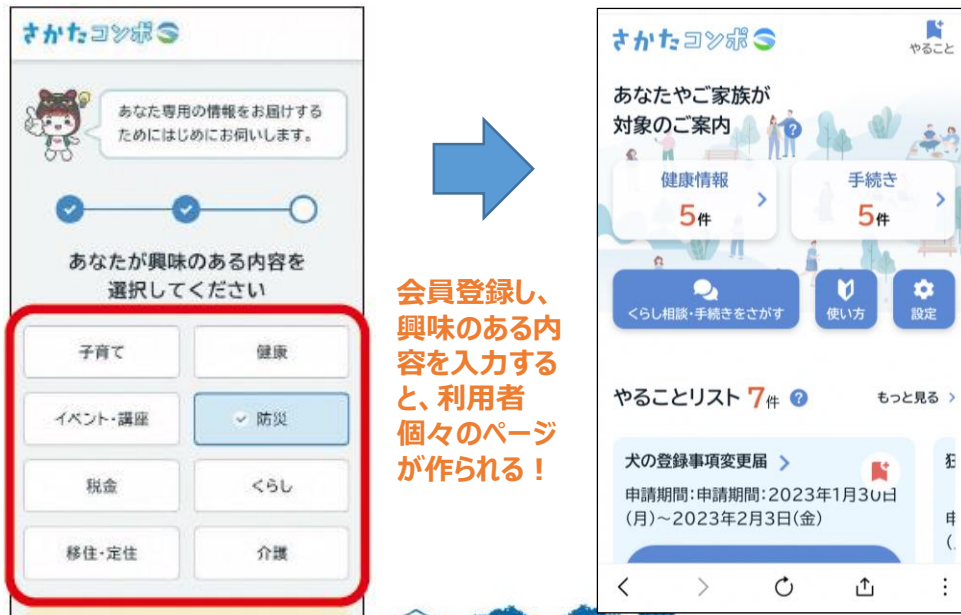 さかたコンポ
あなた専用の情報をお届けする
ためにはじめにお伺いします。
あなたが興味のある内容を
選択してください
子育て
健康
イベント・講座
防災
税金
くらし
移住・定住
介護
会員登録し、
興味のある内
容を入力する
と、利用者
個々のページ
が作られる！
さかたコンポ
やること
あなたやご家族が
対象のご案内
健康情報
5件
手続き
5件
くらし相談・手続きをさがす
使い方
設定
やることリスト 7件 ?
もっと見る
犬の登録事項変更届
申請期間：申請期間：2023年1月30日
(月)～2023年2月3日(金)